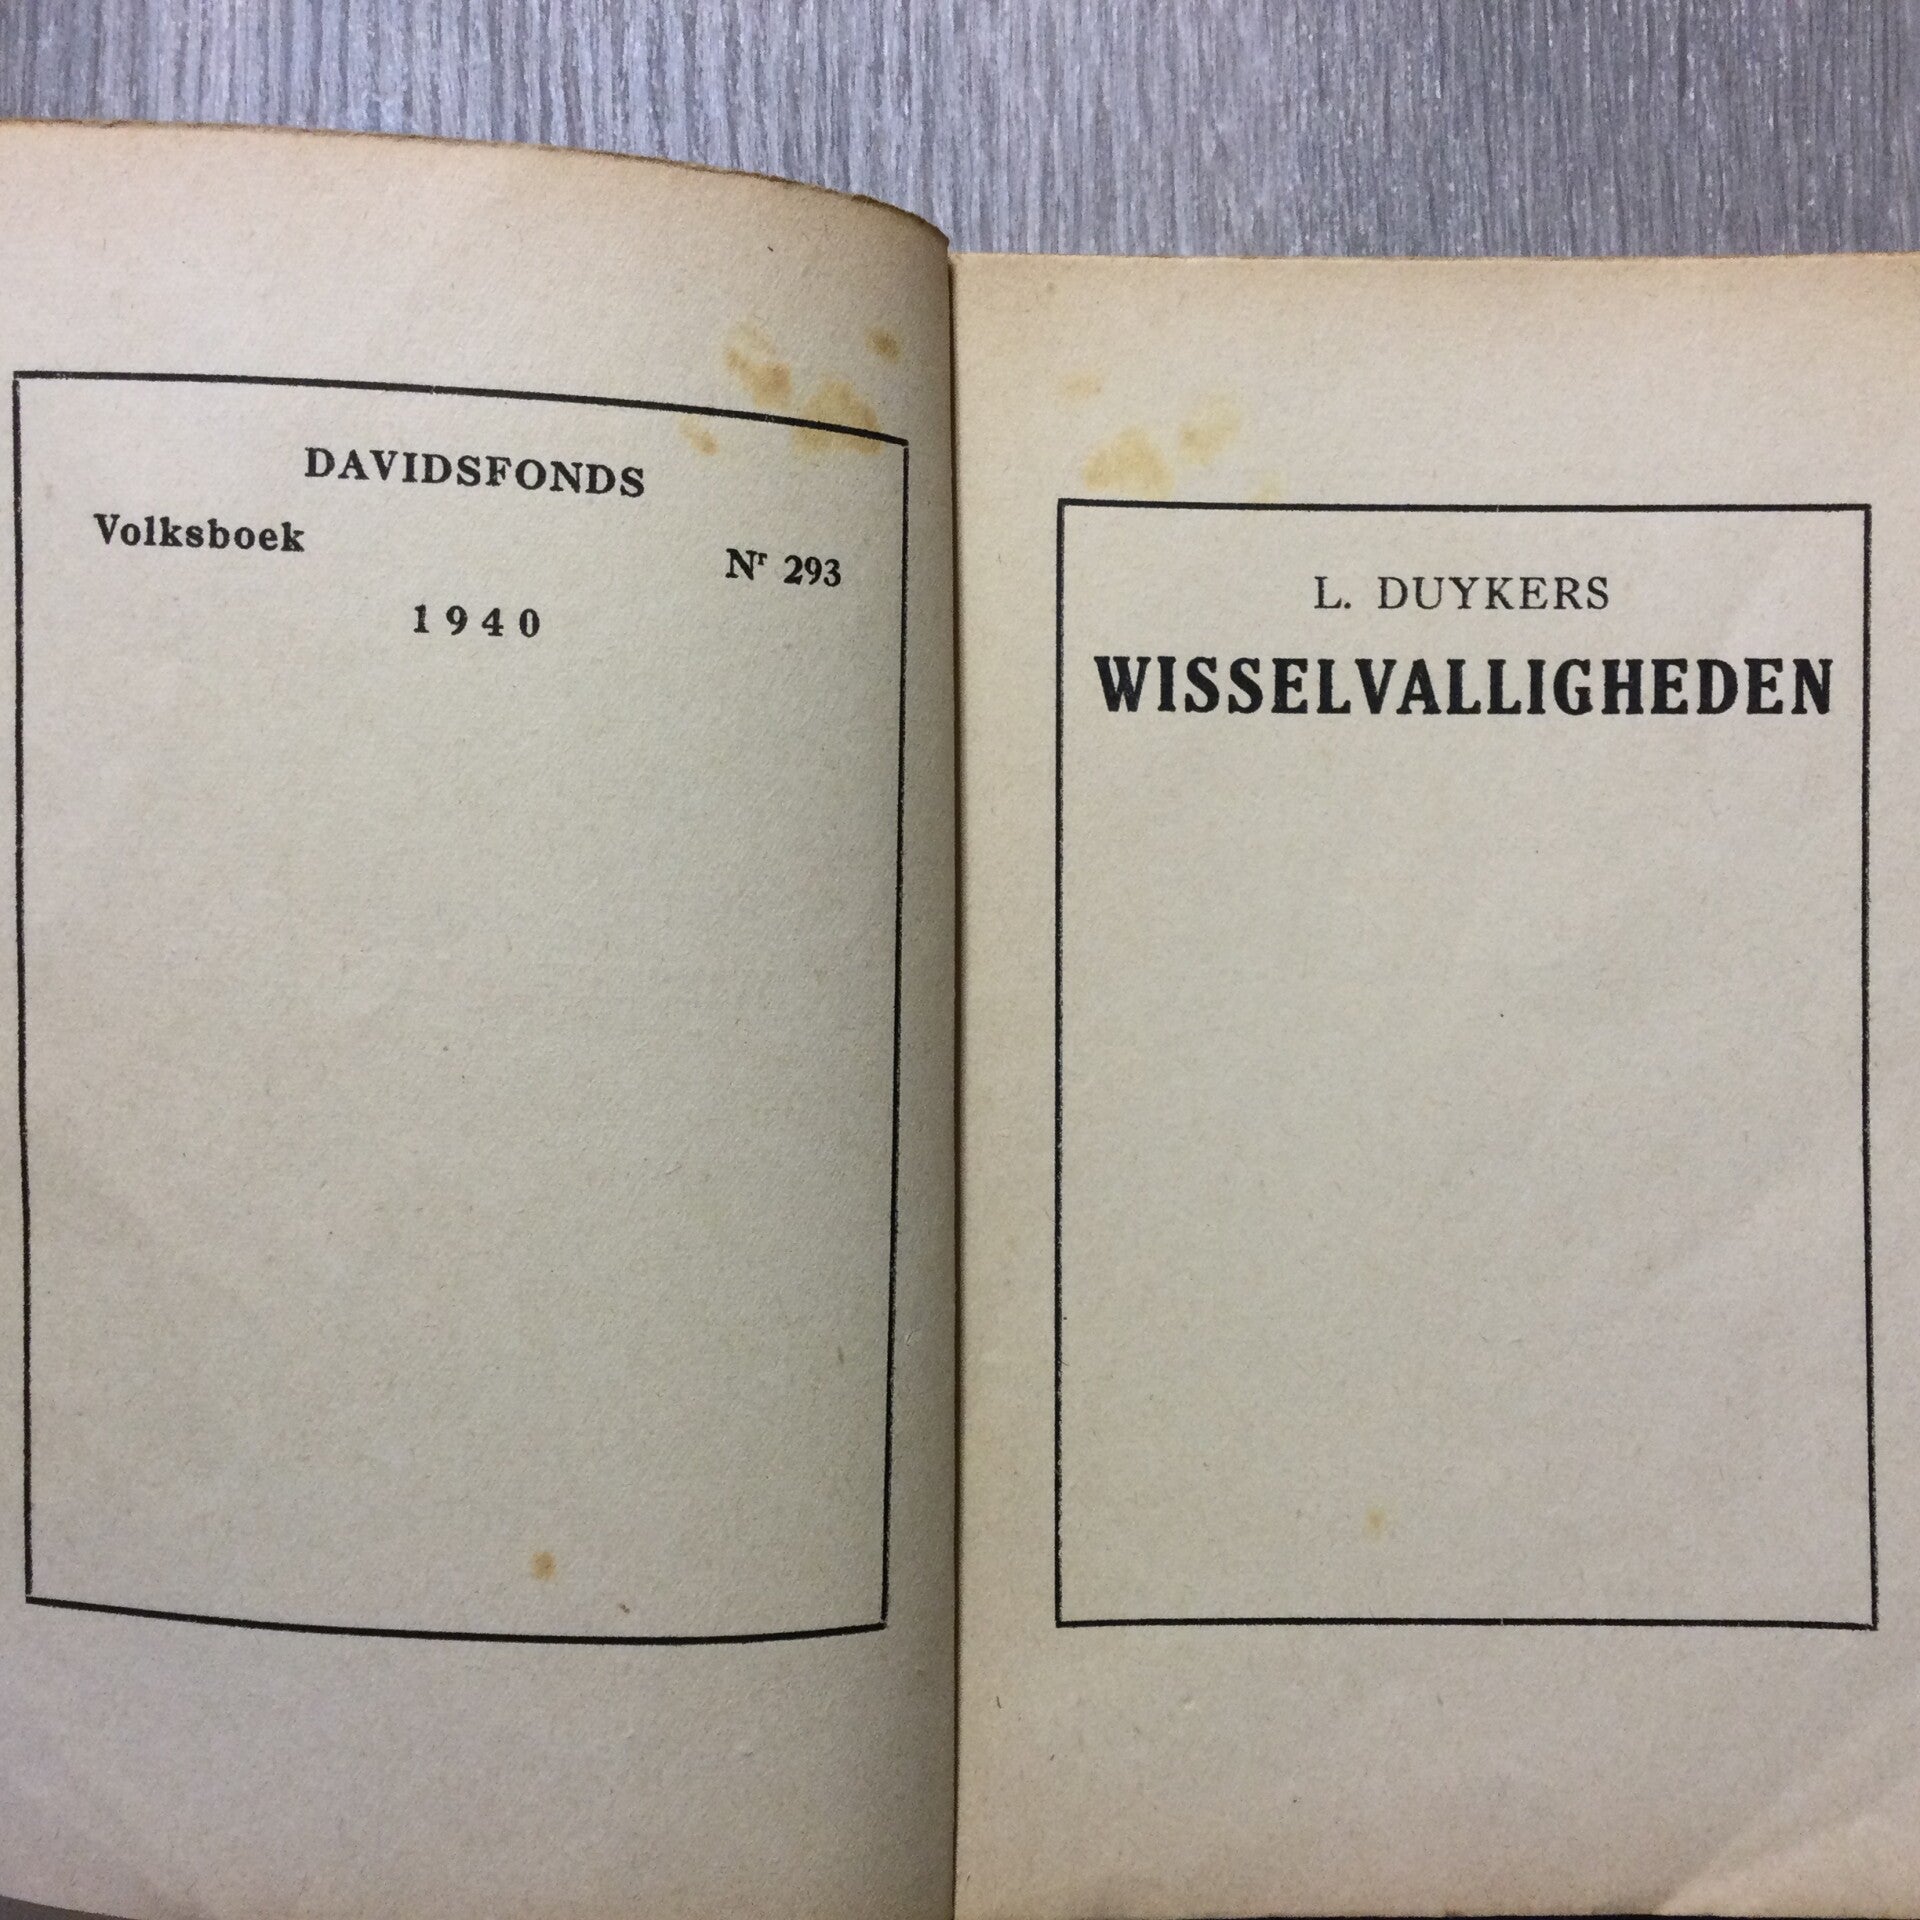 DAVIDSFONDS
Volksboek Nʳ 293
1940
L. DUYKERS
WISSELVALLIGHEDEN